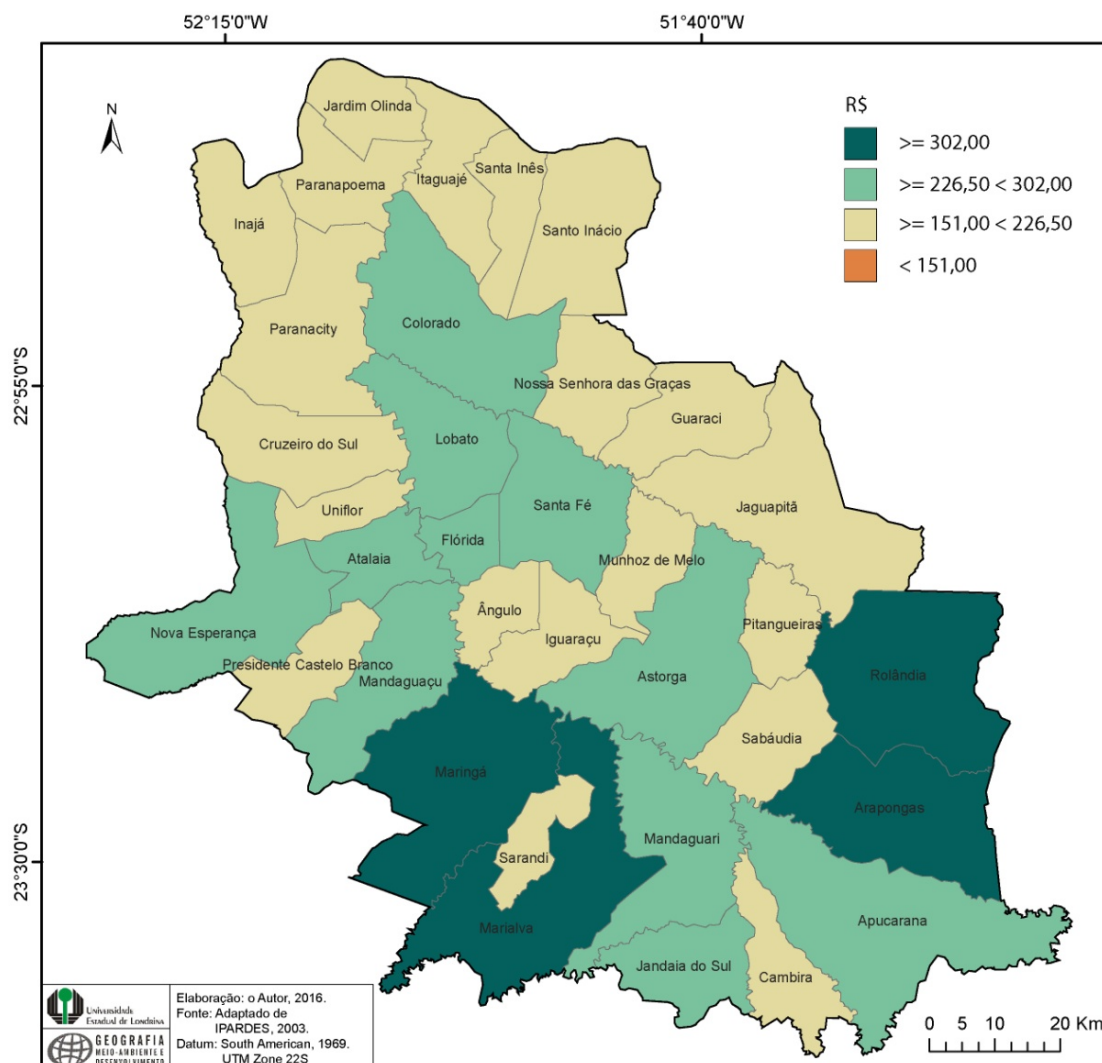 52°15'0"W
51°40'0"W
N
R$
>= 302,00
>= 226,50 < 302,00
>= 151,00 < 226,50
< 151,00
Jardim Olinda
Santa Inês
Paranapoema
Itaguajé
Inajá
Santo Inácio
Colorado
Paranacity
22°55'0"S
Nossa Senhora das Graças
Guaraci
Cruzeiro do Sul
Lobato
Santa Fé
Jaguapitã
Uniflor
Flórida
Atalaia
Munhoz de Melo
Ângulo
Pitangueiras
Nova Esperança
Iguaraçu
Presidente Castelo Branco
Astorga
Rolândia
Mandaguaçu
Sabáudia
Maringá
Arapongas
Mandaguari
23°30'0"S
Sarandi
Apucarana
Marialva
Jandaia do Sul
Cambira
Universidade
Estadual de Londrina
GEOGRAFIA
MEIO-AMBIENTE E
DESENVOLVIMENTO
Elaboração: o Autor, 2016.
Fonte: Adaptado de
IPARDES, 2003.
Datum: South American, 1969.
UTM Zone 22S
0 5 10 20 Km